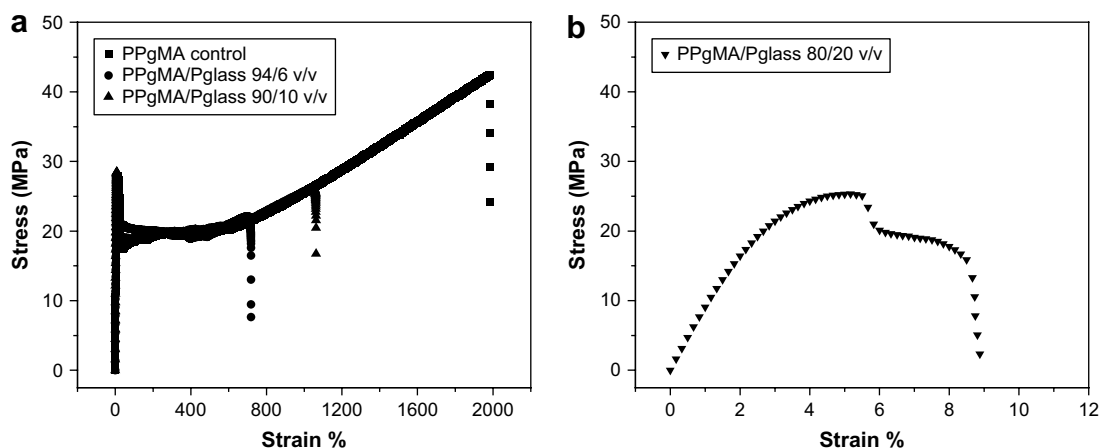 a
PPgMA control
PPgMA/Pglass 94/6 v/v
PPgMA/Pglass 90/10 v/v
50
40
30
20
10
0
Stress (MPa)
0
400
800
1200
1600
2000
Strain %
b
PPgMA/Pglass 80/20 v/v
50
40
30
20
10
0
Stress (MPa)
0
2
4
6
8
10
12
Strain %